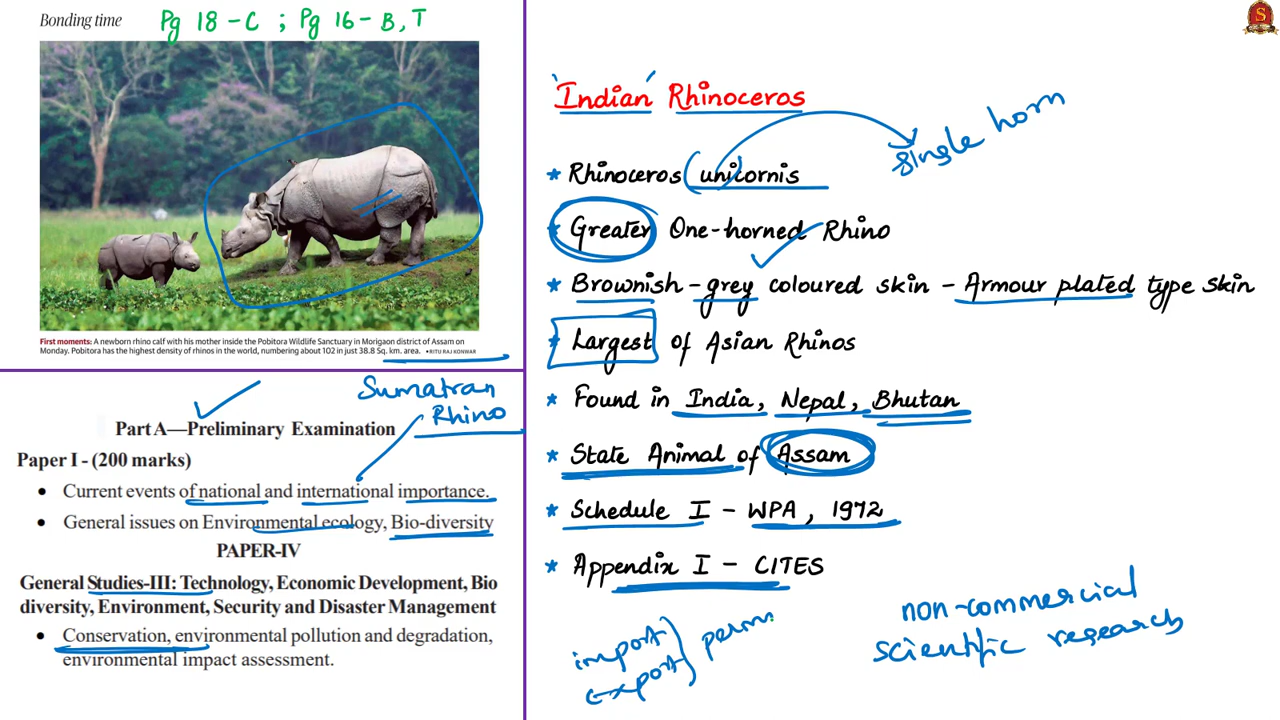 Bonding time
Pg 18 - C ; Pg 16 - B, T
First moments: A newborn rhino calf with his mother inside the Pobitora Wildlife Sanctuary in Morigaon district of Assam on
Monday. Pobitora has the highest density of rhinos in the world, numbering about 102 in just 38.8 Sq. km. area. • RITU RAJ KONWAR
Sumatran
Rhino
Part A—Preliminary Examination
Paper I - (200 marks)
• Current events of national and international importance.
• General issues on Environmental ecology, Bio-diversity
PAPER-IV
General Studies-III: Technology, Economic Development, Bio
diversity, Environment, Security and Disaster Management
• Conservation, environmental pollution and degradation,
environmental impact assessment.
'Indian' Rhinoceros
single horn
* Rhinoceros unicornis
* Greater One-horned Rhino
* Brownish-grey coloured skin - Armour plated type skin
* Largest of Asian Rhinos
* Found in India, Nepal, Bhutan
* State Animal of Assam
* Schedule I - WPA, 1972
* Appendix I - CITES
import
export
perm
non-commercial
scientific research
S